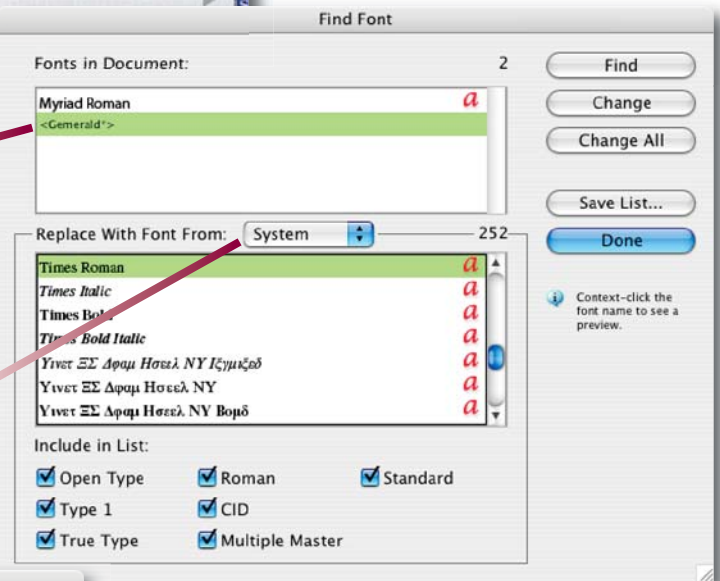 Find Font
Fonts in Document: 2
Find
Myriad Roman a
Change
<Gemerald*>
Change All
Save List...
Replace With Font From: System 252
Done
Times Roman a
Times Italic a
Context-click the
font name to see a
preview.
Times Bold a
Times Bold Italic a
Υινετ ΞΣ Δφαμ Ησεελ ΝΥ Ιξγμιξεδ a
Υινετ ΞΣ Δφαμ Ησεελ ΝΥ a
Υινετ ΞΣ Δφαμ Ησεελ ΝΥ Βομδ a
Include in List:
Open Type Roman Standard
Type 1 CID
True Type Multiple Master